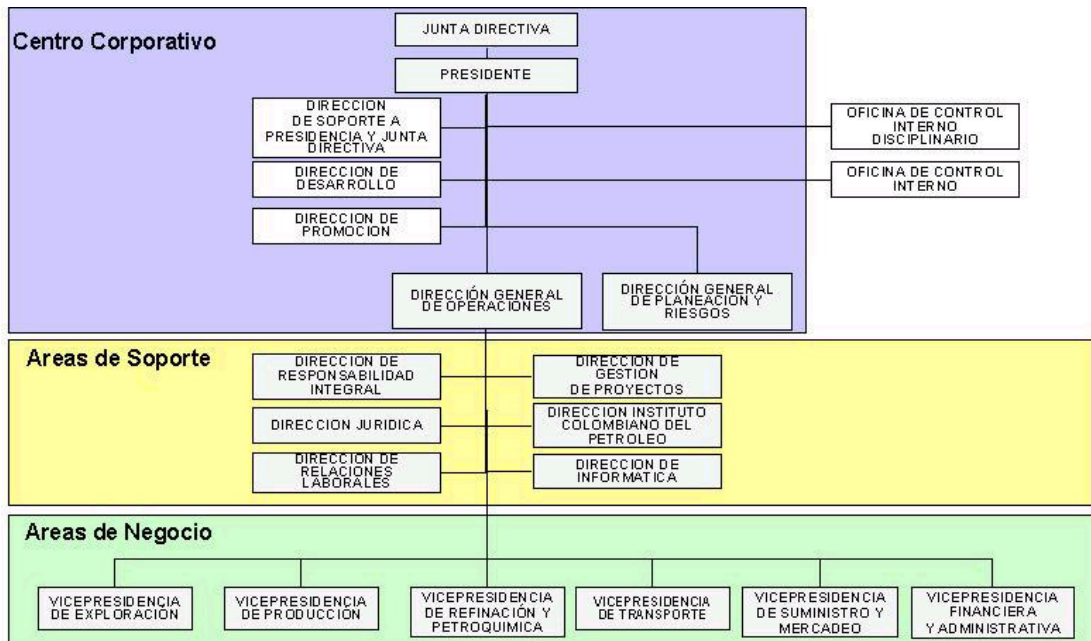 Centro Corporativo
JUNTA DIRECTIVA
PRESIDENTE
DIRECCION
DE SOPORTE A
PRESIDENCIA Y JUNTA
DIRECTIVA
OFICINA DE CONTROL
INTERNO
DISCIPLINARIO
DIRECCION DE
DESARROLLO
OFICINA DE CONTROL
INTERNO
DIRECCION DE
PROMOCION
DIRECCIÓN GENERAL
DE OPERACIONES
DIRECCIÓN GENERAL
DE PLANEACION Y
RIESGOS
Areas de Soporte
DIRECCION DE
RESPONSABILIDAD
INTEGRAL
DIRECCION DE
GESTION
DE PROYECTOS
DIRECCION JURIDICA
DIRECCION INSTITUTO
COLOMBIANO DEL
PETROLEO
DIRECCION DE
RELACIONES
LABORALES
DIRECCION DE
INFORMATICA
Areas de Negocio
VICEPRESIDENCIA
DE EXPLORACIÓN
VICEPRESIDENCIA
DE PRODUCCIÓN
VICEPRESIDENCIA
DE REFINACIÓN Y
PETROQUIMICA
VICEPRESIDENCIA
DE TRANSPORTE
VICEPRESIDENCIA
DE SUMINISTRO Y
MERCADEO
VICEPRESIDENCIA
FINANCIERA
Y ADMINISTRATIVA